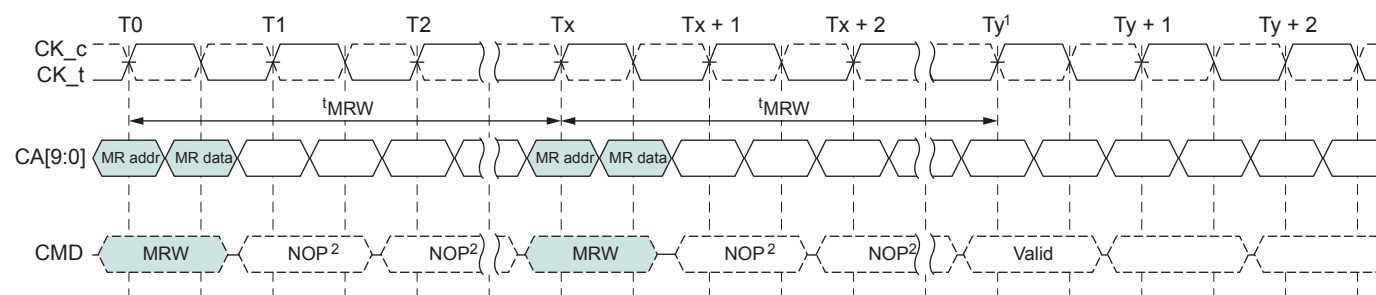 T0 T1 T2 Tx Tx + 1 Tx + 2 Ty¹ Ty + 1 Ty + 2
CK_c
CK_t
ᵗMRW ᵗMRW
CA[9:0] MR addr MR data MR addr MR data
CMD MRW NOP² NOP² MRW NOP² NOP² Valid